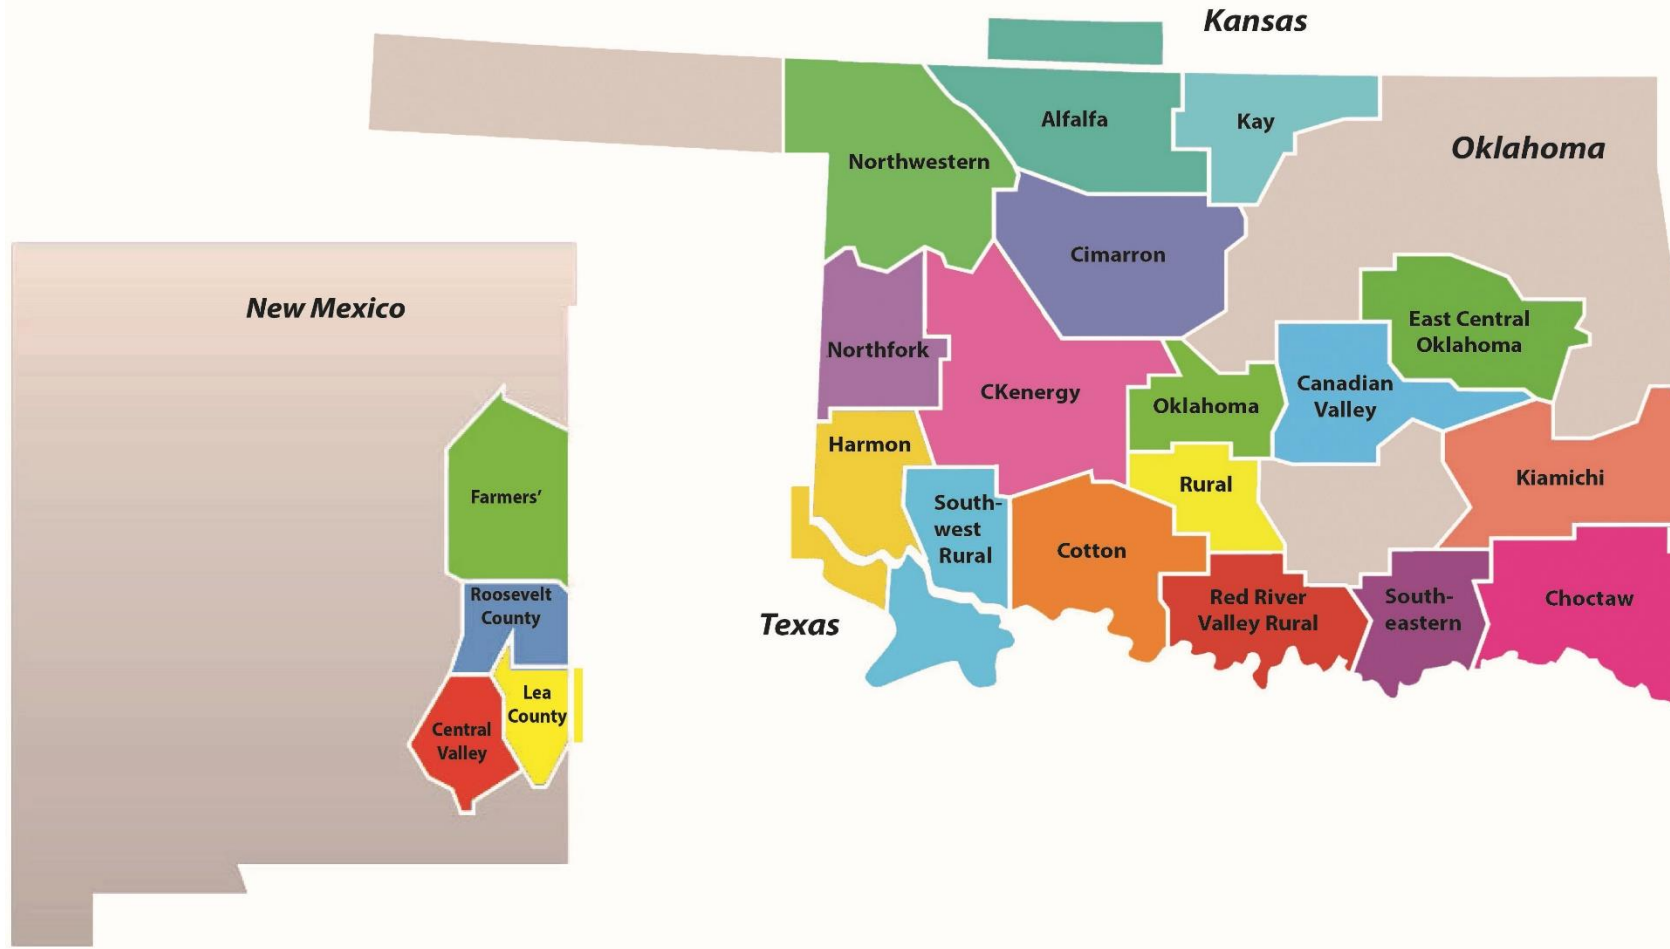 Kansas
Alfalfa
Kay
Oklahoma
Northwestern
Cimarron
New Mexico
East Central
Oklahoma
Northfork
CKenergy
Canadian
Valley
Oklahoma
Harmon
Kiamichi
Rural
Farmers’
South-
west
Rural
Cotton
Roosevelt
County
Texas
Red River
Valley Rural
South-
eastern
Choctaw
Lea
County
Central
Valley